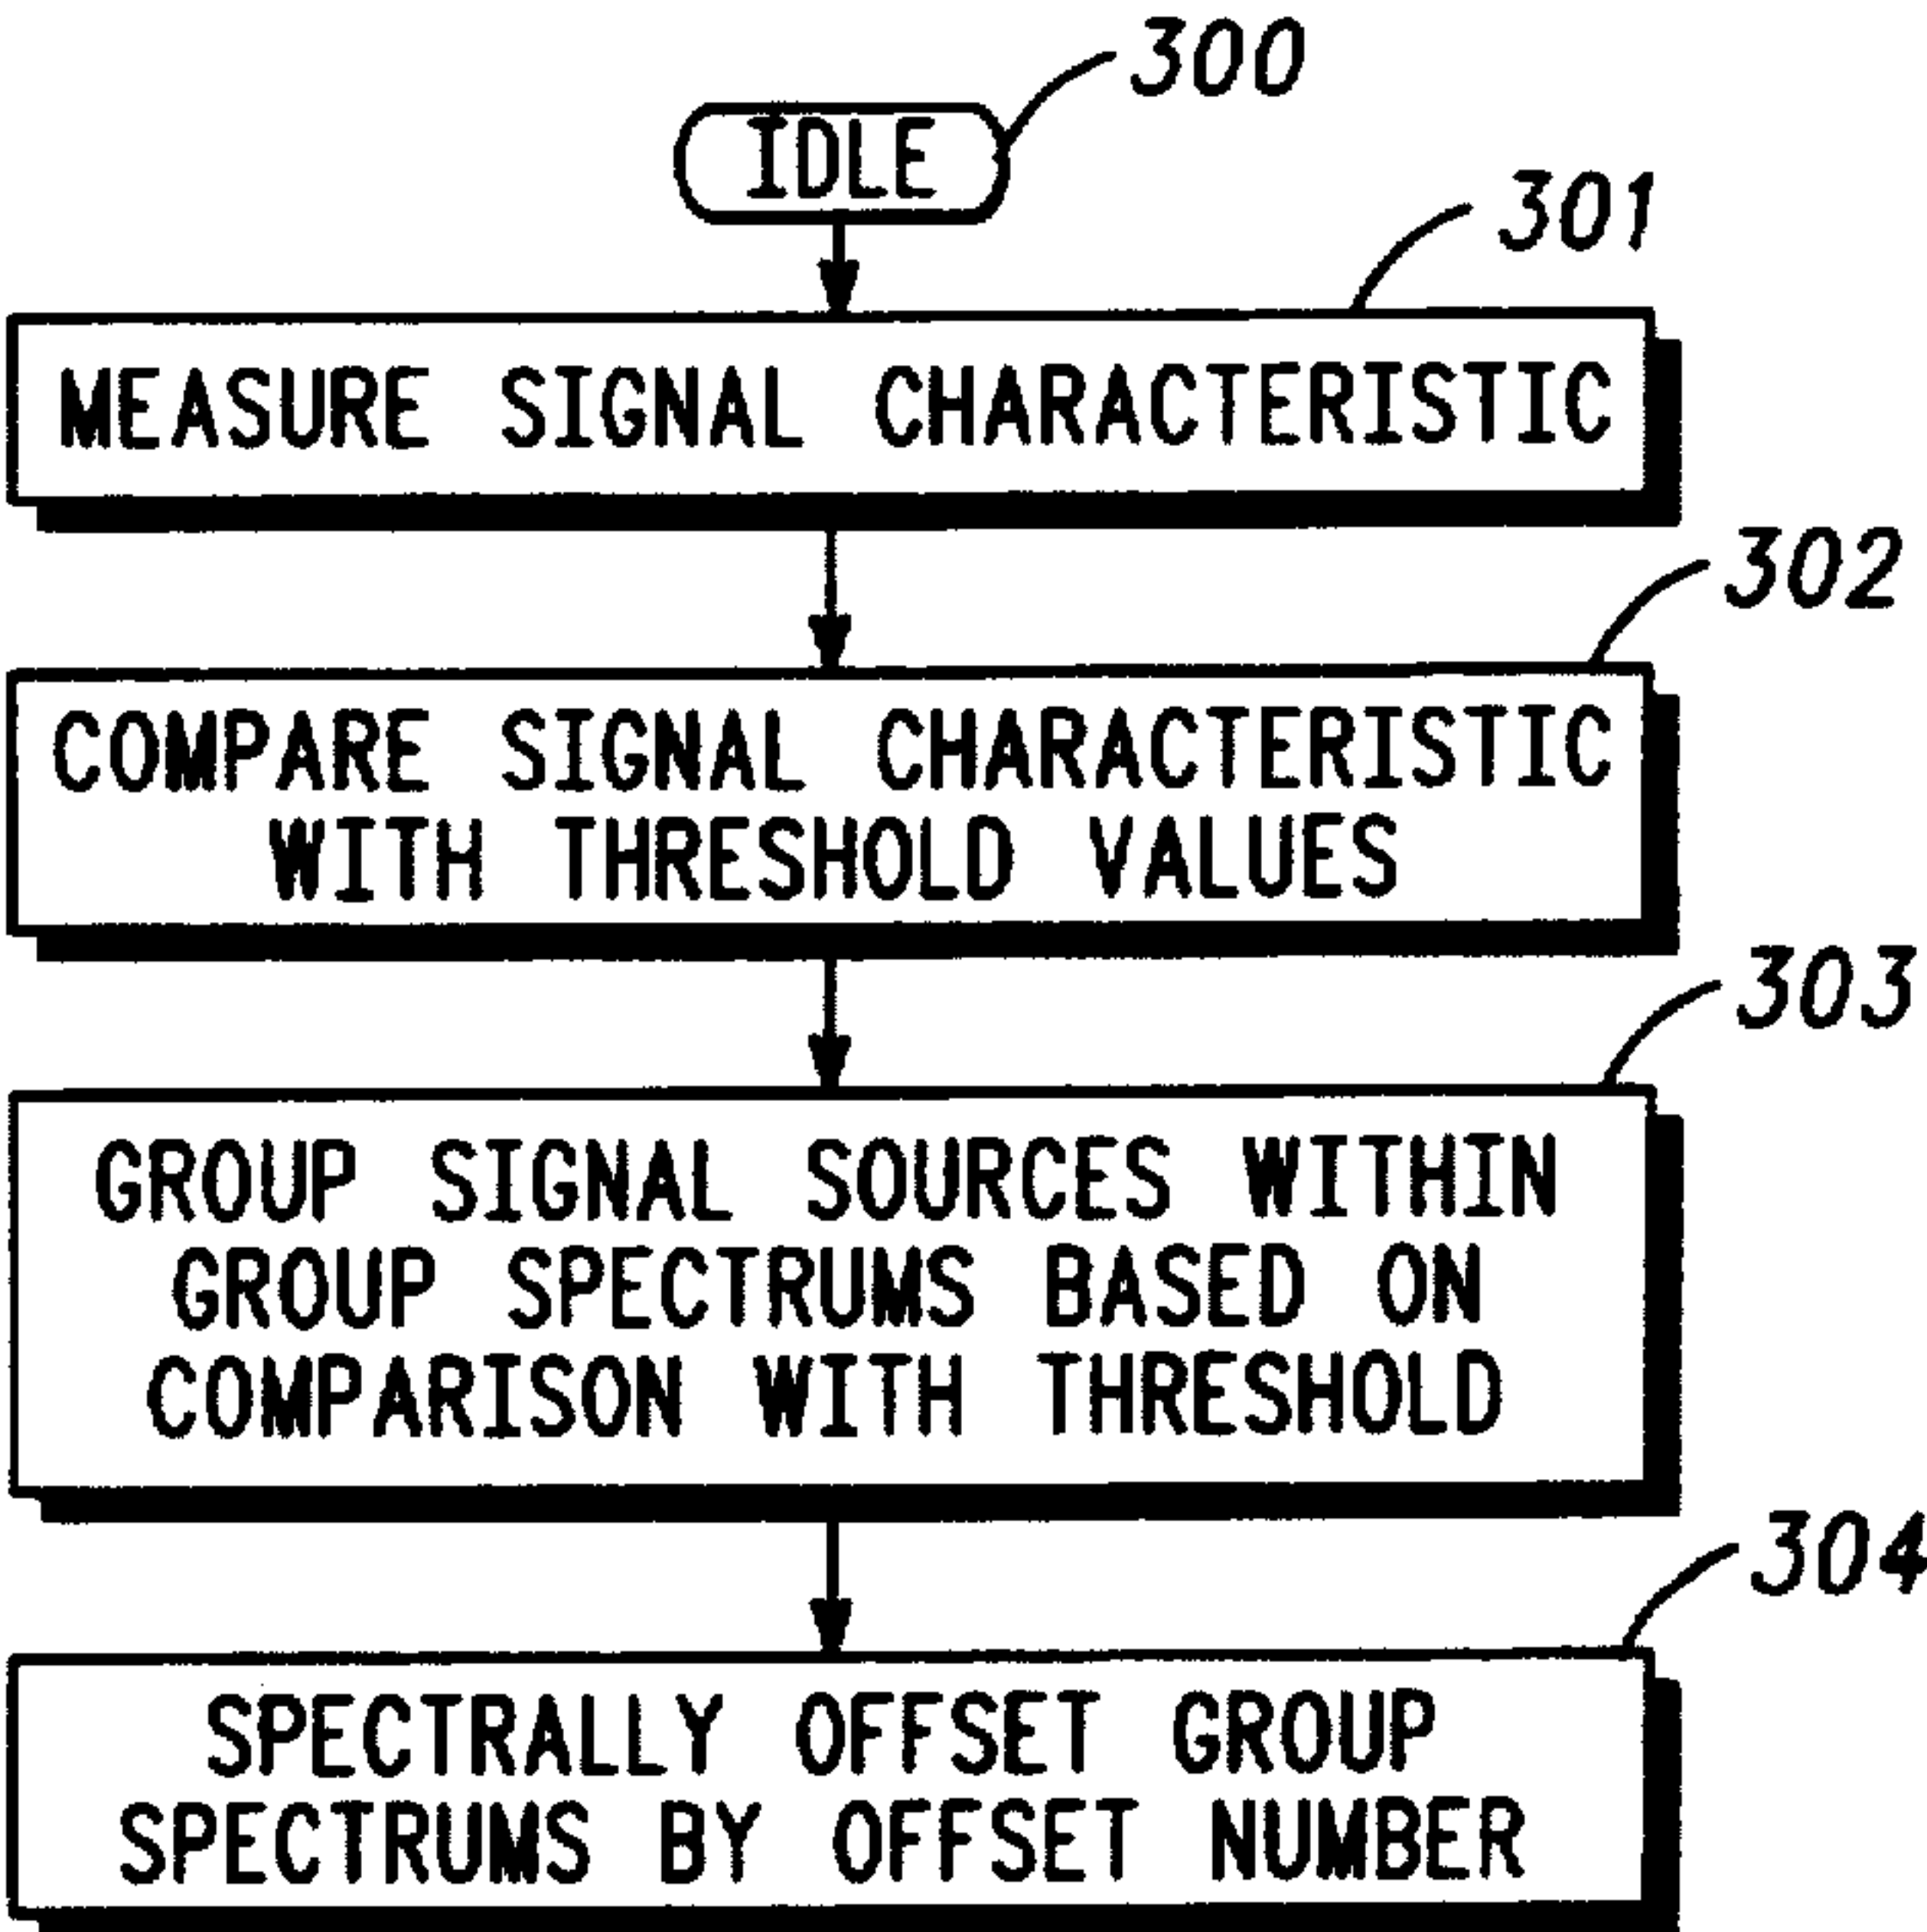 300
IDLE
301
MEASURE SIGNAL CHARACTERISTIC
302
COMPARE SIGNAL CHARACTERISTIC
WITH THRESHOLD VALUES
303
GROUP SIGNAL SOURCES WITHIN
GROUP SPECTRUMS BASED ON
COMPARISON WITH THRESHOLD
304
SPECTRALLY OFFSET GROUP
SPECTRUMS BY OFFSET NUMBER